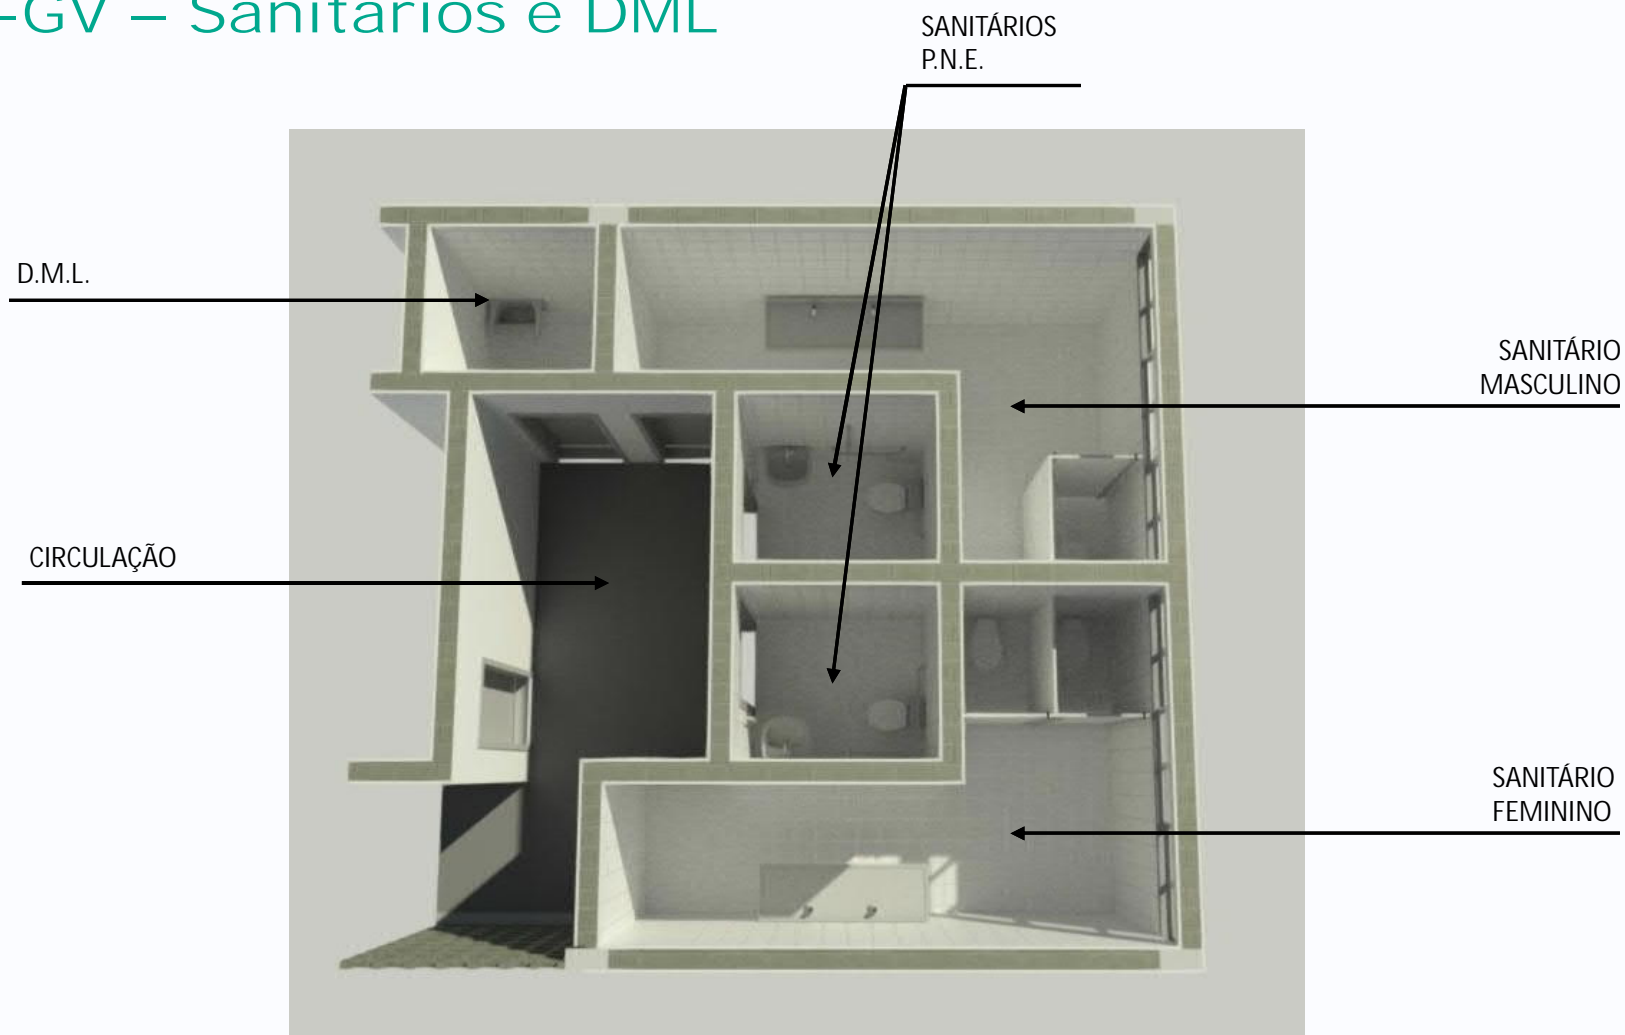 -GV – Sanitários e DML
SANITÁRIOS
P.N.E.
D.M.L.
SANITÁRIO
MASCULINO
CIRCULAÇÃO
SANITÁRIO
FEMININO